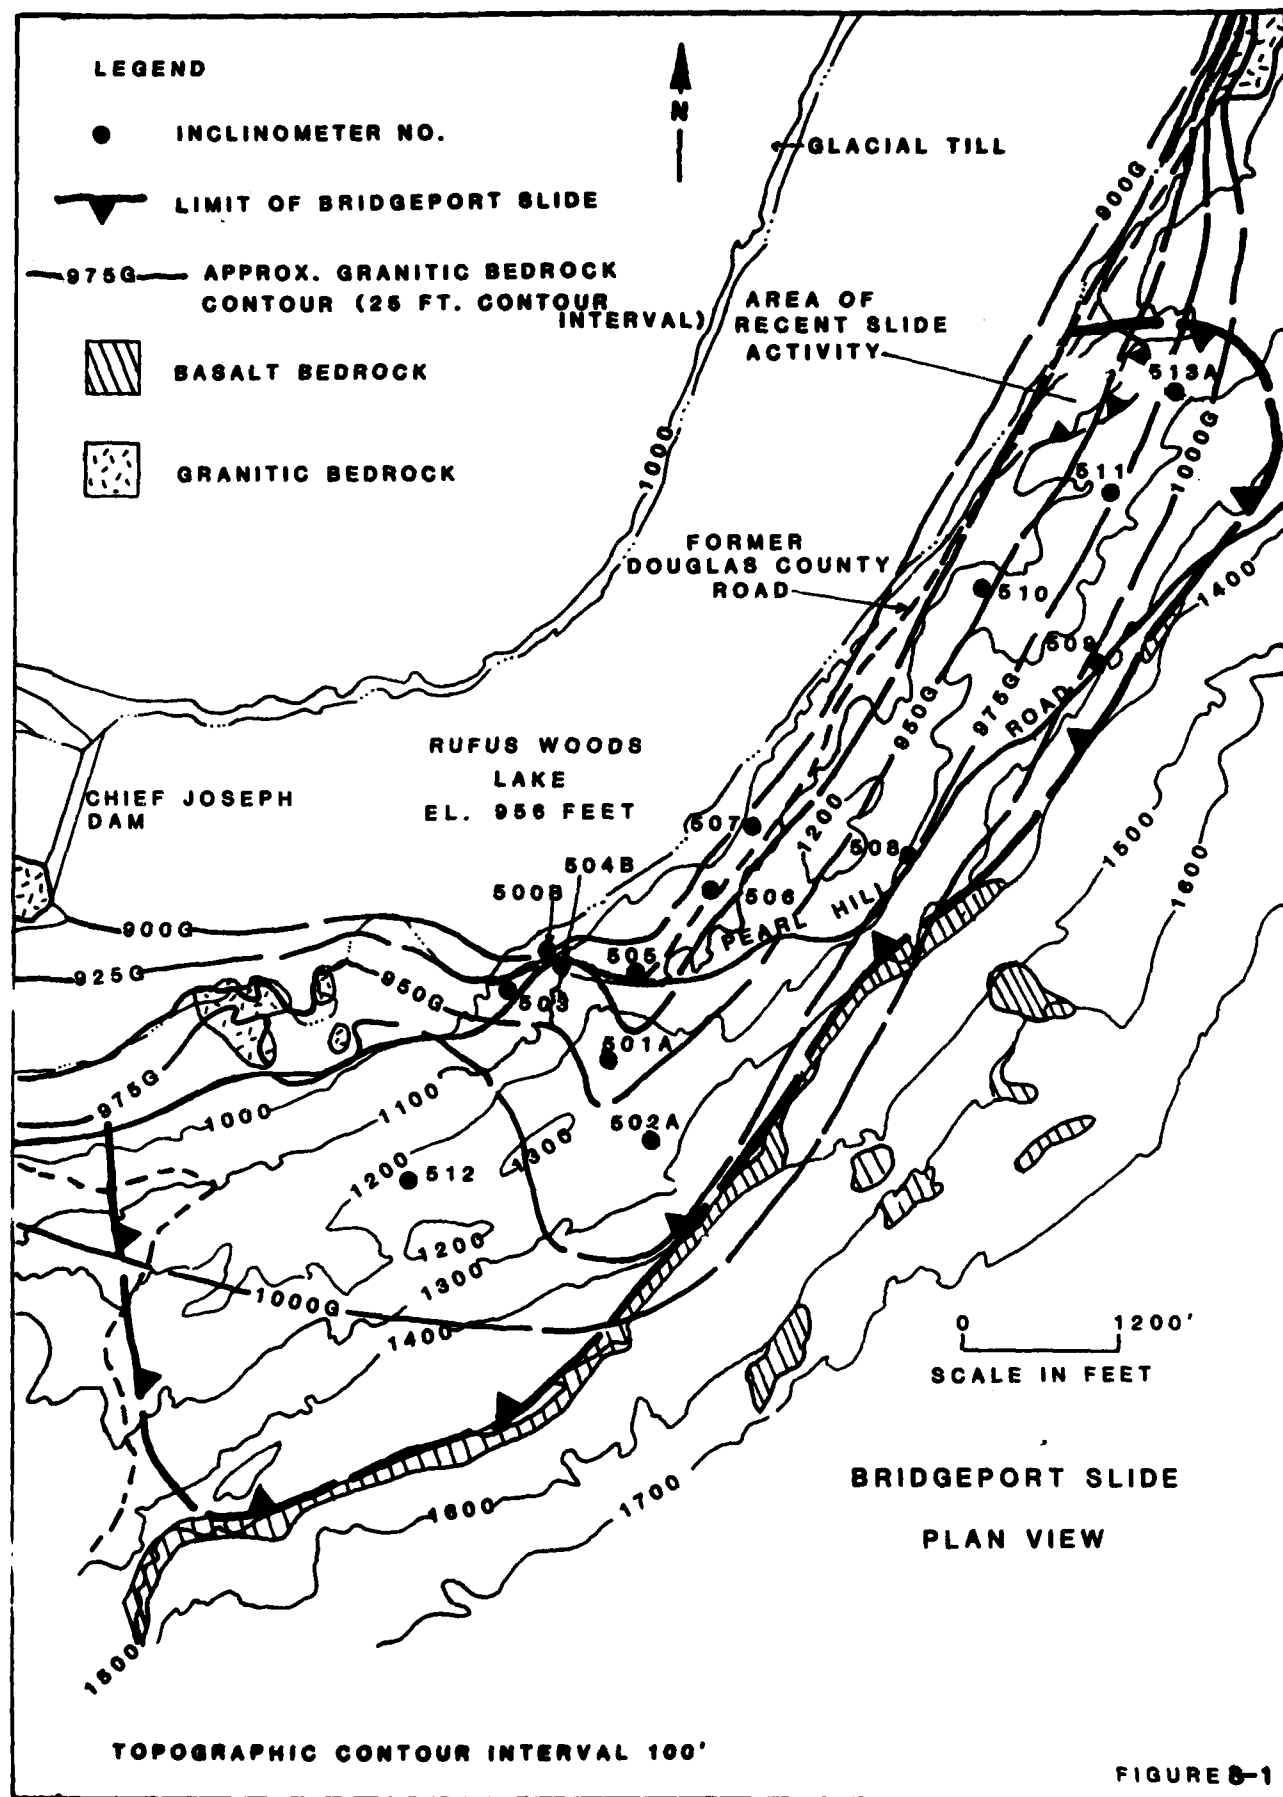 LEGEND
INCLINOMETER NO.
LIMIT OF BRIDGEPORT SLIDE
975G
APPROX. GRANITIC BEDROCK
CONTOUR (25 FT. CONTOUR
INTERVAL)
BASALT BEDROCK
GRANITIC BEDROCK
N
GLACIAL TILL
900G
AREA OF
RECENT SLIDE
ACTIVITY
513A
1000G
1000
511
FORMER
DOUGLAS COUNTY
ROAD
510
1400
509
975G
ROAD
950G
RUFUS WOODS
LAKE
EL. 956 FEET
CHIEF JOSEPH
DAM
507
1200
508
1500
1600
504B
500B
506
PEARL HILL
900G
505
925G
950G
503
501A
975G
1000
1100
502A
1300
1200
512
1200
1300
1000G
1400
0 1200'
SCALE IN FEET
BRIDGEPORT SLIDE
PLAN VIEW
1600
1700
1500
TOPOGRAPHIC CONTOUR INTERVAL 100'
FIGURE 8-1